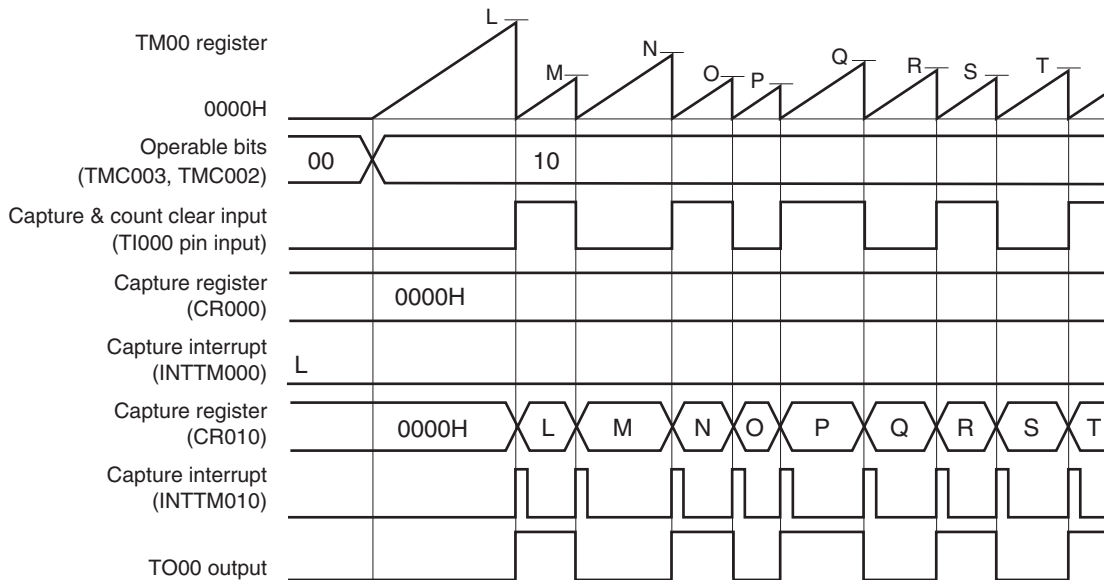 L
TM00 register
N
Q
M
O
P
R
S
T
0000H
Operable bits
(TMC003, TMC002)
00
10
Capture & count clear input
(TI000 pin input)
Capture register
(CR000)
0000H
Capture interrupt
(INTTM000)
L
Capture register
(CR010)
0000H
L
M
N
O
P
Q
R
S
T
Capture interrupt
(INTTM010)
TO00 output